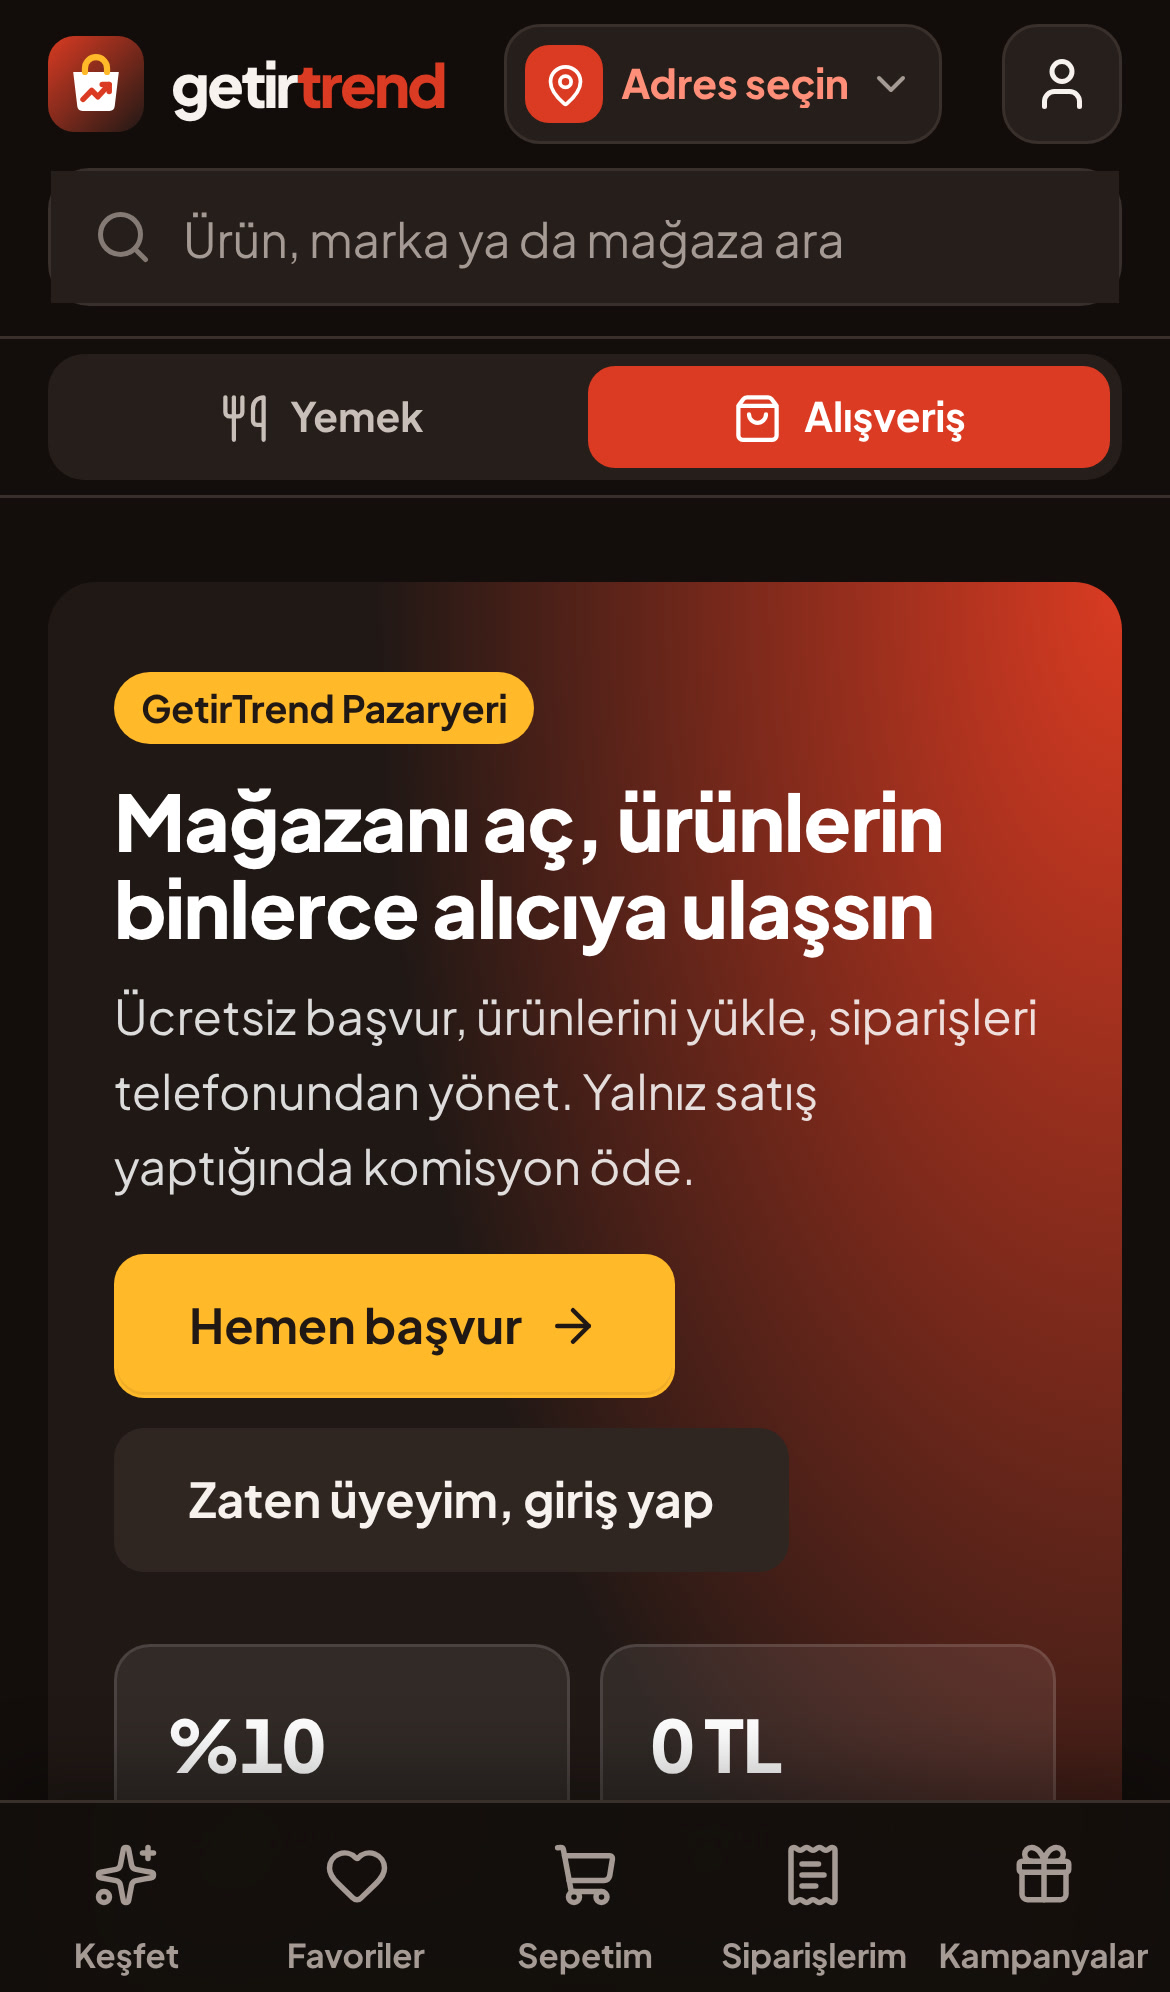 getirtrend
Adres seçin
Ürün, marka ya da mağaza ara
Yemek
Alışveriş
GetirTrend Pazaryeri
Mağazanı aç, ürünlerin
binlerce alıcıya ulaşsın
Ücretsiz başvur, ürünlerini yükle, siparişleri
telefonundan yönet. Yalnız satış
yaptığında komisyon öde.
Hemen başvur
Zaten üyeyim, giriş yap
%10
0 TL
Keşfet
Favoriler
Sepetim
Siparişlerim
Kampanyalar